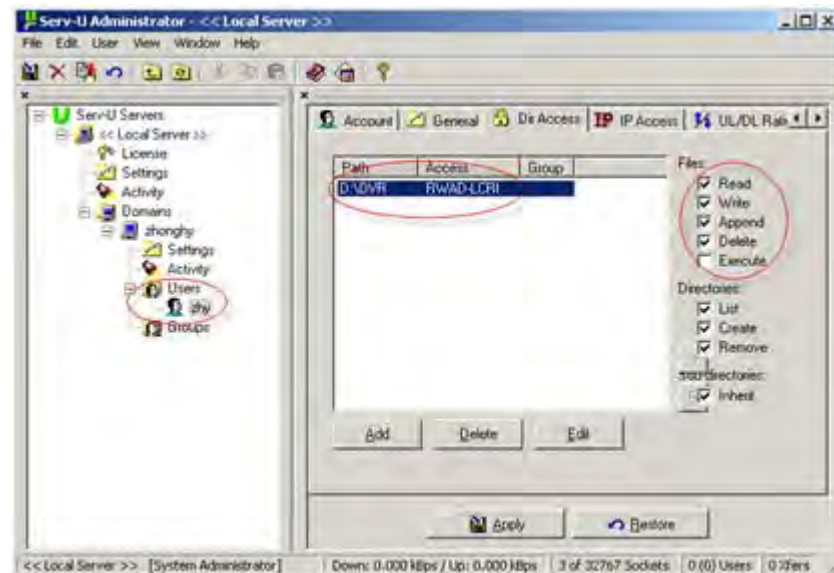 Serv-U Administrator - << Local Server >>
File Edit User View Window Help
Serv-U Servers
<< Local Server >>
License
Settings
Activity
Domains
zhonghy
Settings
Activity
Users
zhy
Groups
Account General Dir Access IP IP Access UL/DL Rati
Path Access Group
D:\DVR RWAD-LCRI
Files:
Read
Write
Append
Delete
Execute
Directories:
List
Create
Remove
Sub-directories:
Inherit
Add Delete Edit
Apply Restore
<< Local Server >> [System Administrator] Down: 0.000 kBps / Up: 0.000 kBps 3 of 32767 Sockets 0 (0) Users 0 Xfers